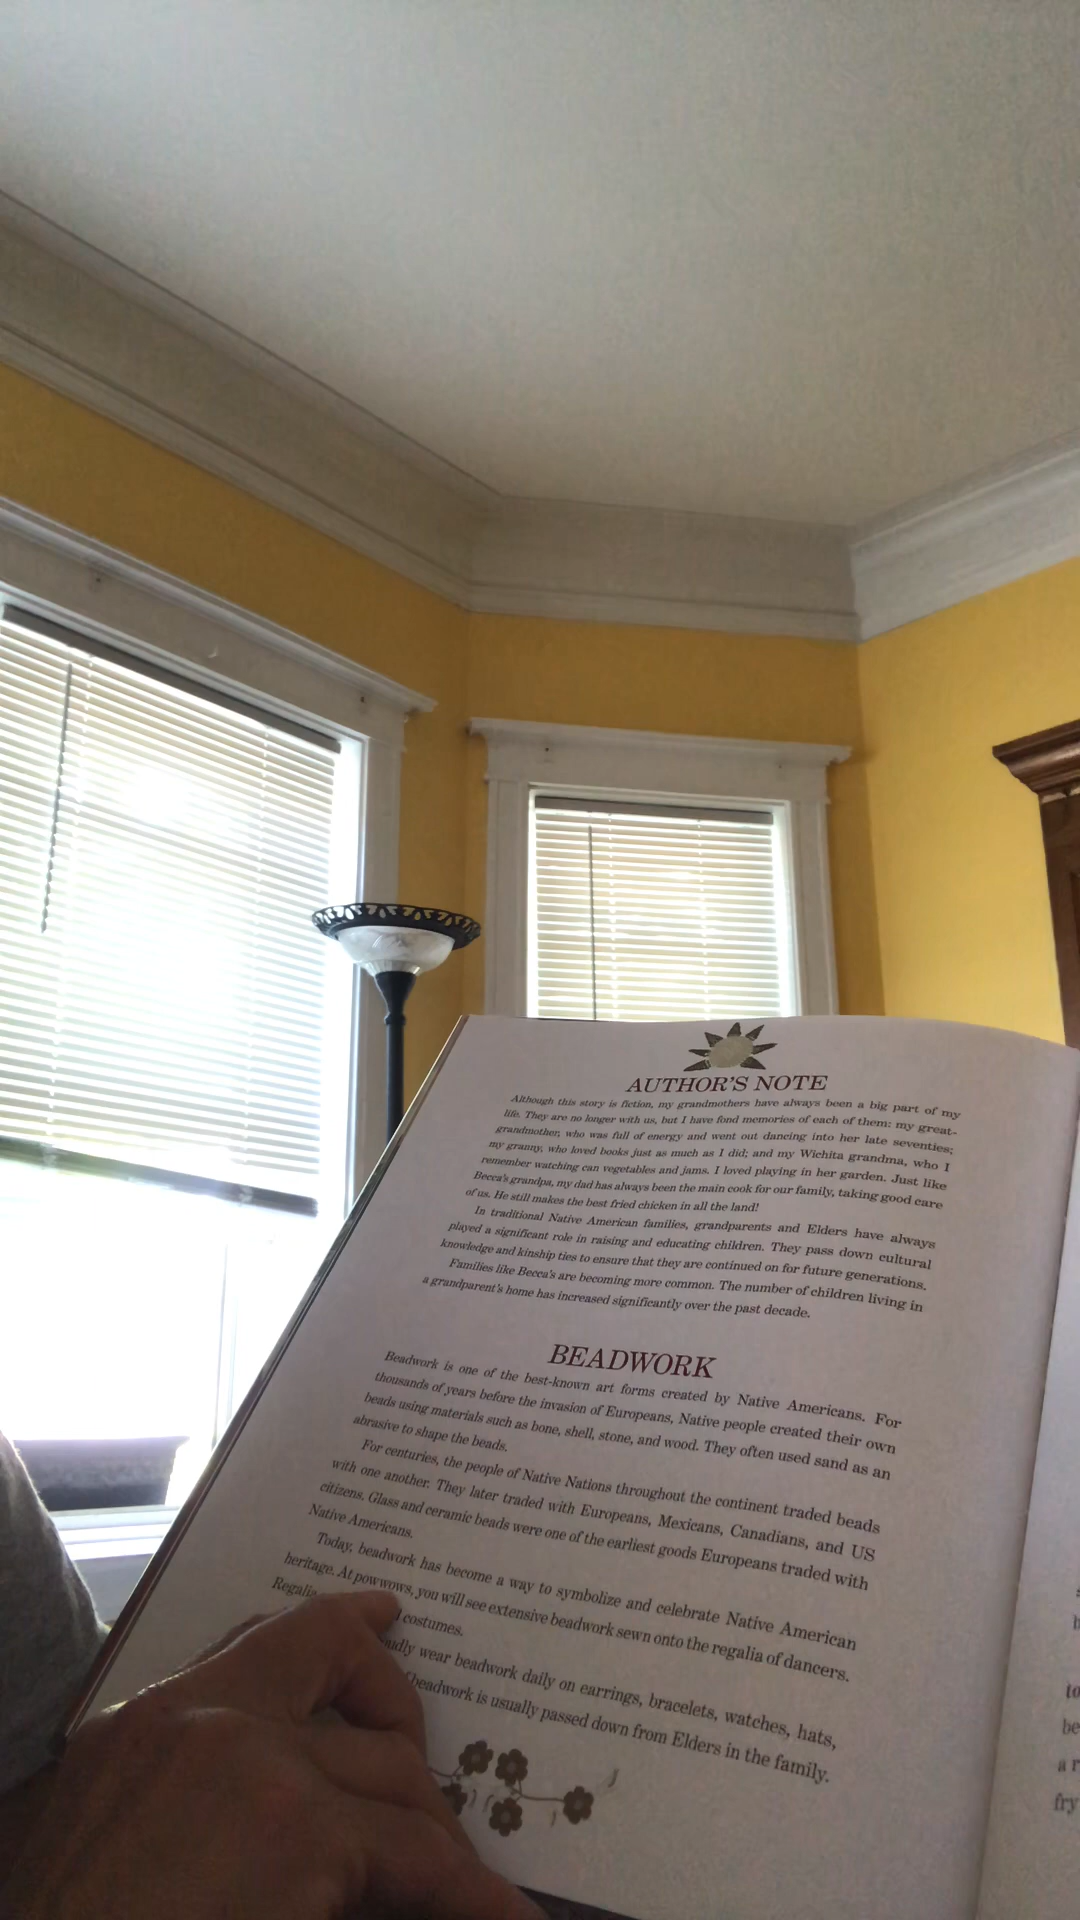 AUTHOR'S NOTE
Although this story is fiction, my grandmothers have always been a big part of my
life. They are no longer with us, but I have fond memories of each of them: my great-
grandmother, who was full of energy and went out dancing into her late seventies;
my granny, who loved books just as much as I did; and my Wichita grandma, who I
remember watching can vegetables and jams. I loved playing in her garden. Just like
Becca's grandpa, my dad has always been the main cook for our family, taking good care
of us. He still makes the best fried chicken in all the land!
In traditional Native American families, grandparents and Elders have always
played a significant role in raising and educating children. They pass down cultural
knowledge and kinship ties to ensure that they are continued on for future generations.
Families like Becca's are becoming more common. The number of children living in
a grandparent's home has increased significantly over the past decade.
BEADWORK
Beadwork is one of the best-known art forms created by Native Americans. For
thousands of years before the invasion of Europeans, Native people created their own
beads using materials such as bone, shell, stone, and wood. They often used sand as an
abrasive to shape the beads.
For centuries, the people of Native Nations throughout the continent traded beads
with one another. They later traded with Europeans, Mexicans, Canadians, and US
citizens. Glass and ceramic beads were one of the earliest goods Europeans traded with
Native Americans.
Today, beadwork has become a way to symbolize and celebrate Native American
heritage. At powwows, you will see extensive beadwork sewn onto the regalia of dancers.
Regalia costumes.
wear beadwork daily on earrings, bracelets, watches, hats,
beadwork is usually passed down from Elders in the family.
to
be
a r
fry